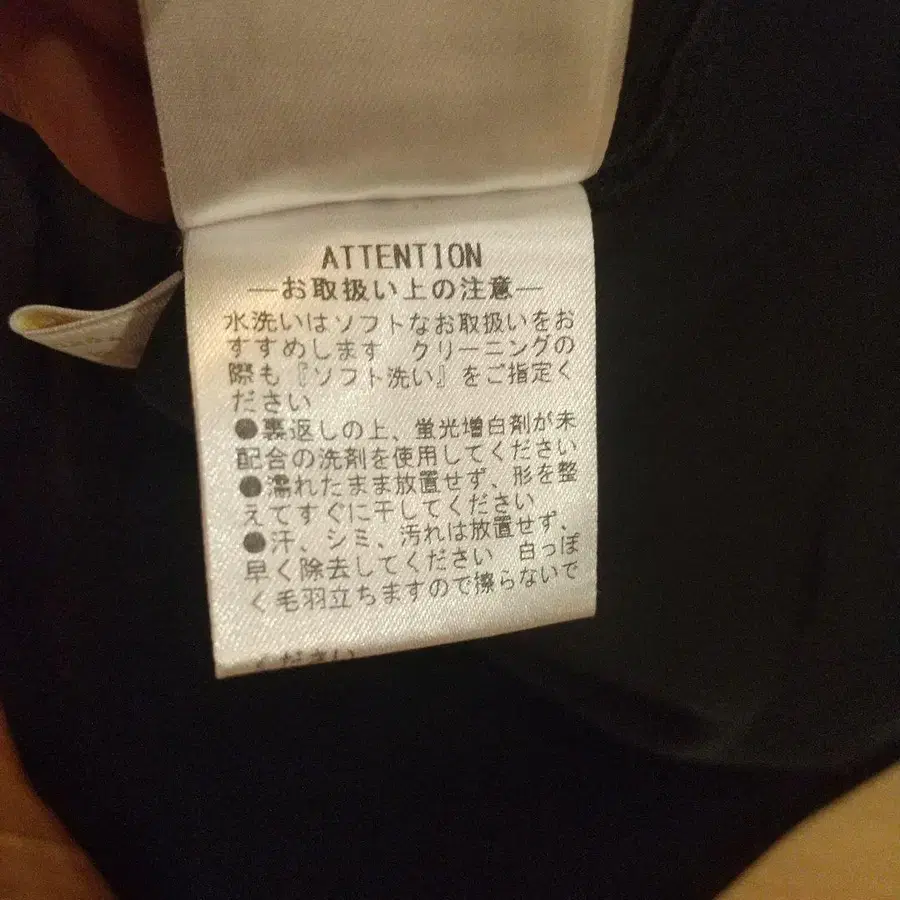 ATTENTION
―お取扱い上の注意―
水洗いはソフトなお取扱いをお
すすめします　クリーニングの
際も『ソフト洗い』をご指定く
ださい
●裏返しの上、蛍光増白剤が未
配合の洗剤を使用してください
●濡れたまま放置せず、形を整
えてすぐに干してください
●汗、シミ、汚れは放置せず、
早く除去してください　白っぽ
く毛羽立ちますので擦らないで
ください